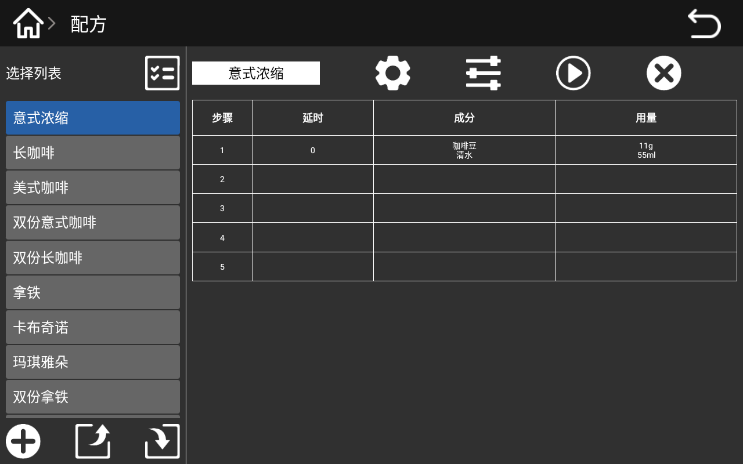 配方
选择列表
意式浓缩
长咖啡
美式咖啡
双份意式咖啡
双份长咖啡
拿铁
卡布奇诺
玛琪雅朵
双份拿铁
意式浓缩
步骤 延时 成分 用量
1 0 咖啡豆 11g
清水 55ml
2
3
4
5